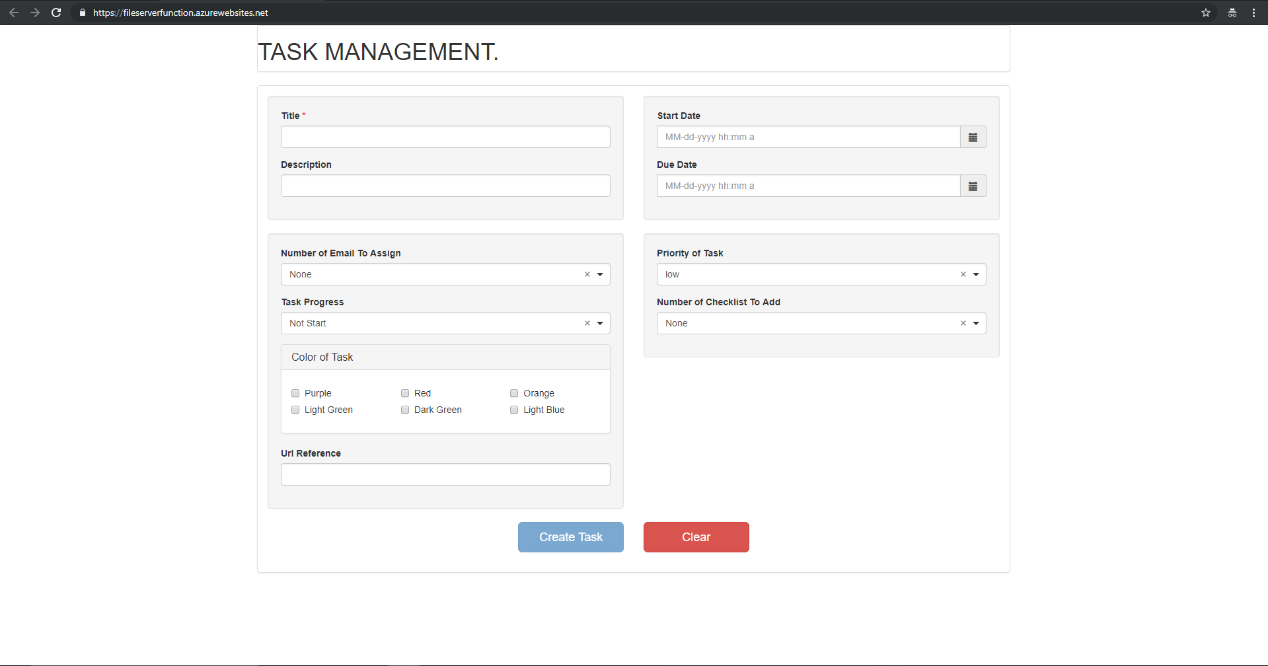 https://fileserverfunction.azurewebsites.net
TASK MANAGEMENT.
Title *
Description
Start Date
MM-dd-yyyy hh:mm a
Due Date
MM-dd-yyyy hh:mm a
Number of Email To Assign
None ×
Task Progress
Not Start ×
Color of Task
Purple Red Orange
Light Green Dark Green Light Blue
Url Reference
Priority of Task
low ×
Number of Checklist To Add
None ×
Create Task Clear